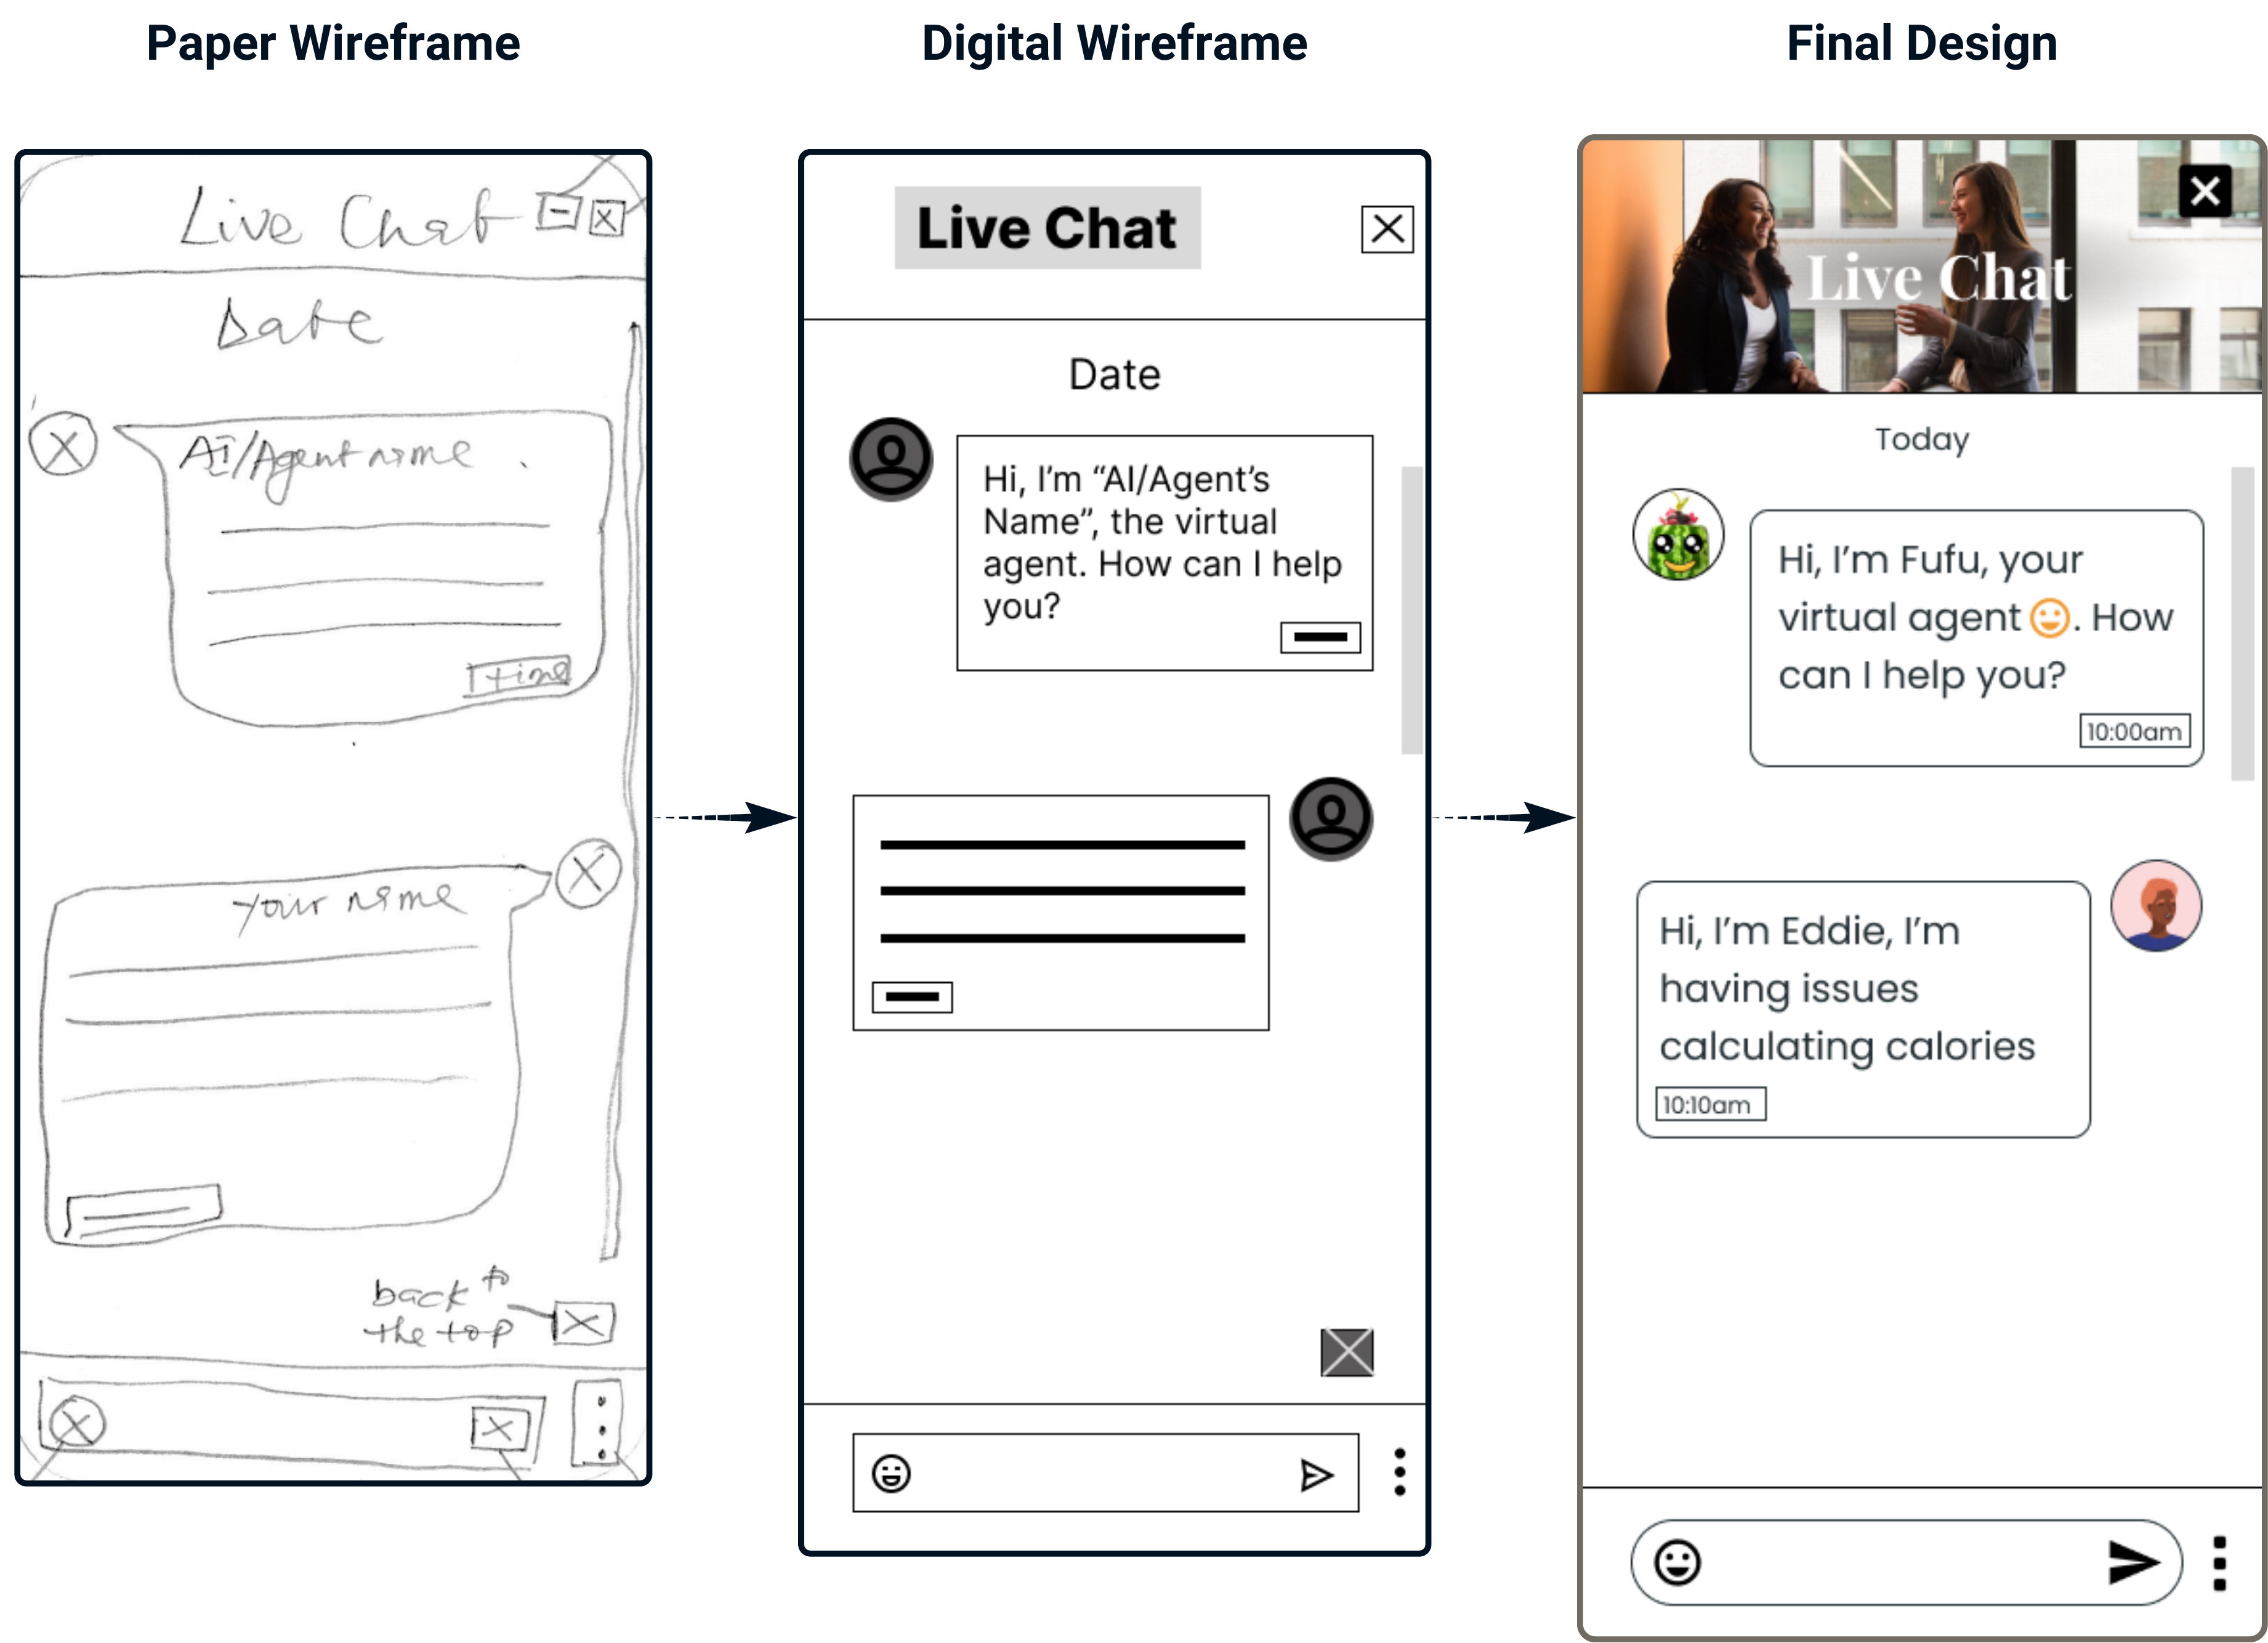 Paper Wireframe
Digital Wireframe
Final Design
Live Chat
Date
AI/Agent name
Time
your name
back to
the top
Live Chat
Date
Hi, I’m “AI/Agent’s
Name”, the virtual
agent. How can I help
you?
Live Chat
Today
Hi, I’m Fufu, your
virtual agent 😀. How
can I help you?
10:00am
Hi, I’m Eddie, I’m
having issues
calculating calories
10:10am